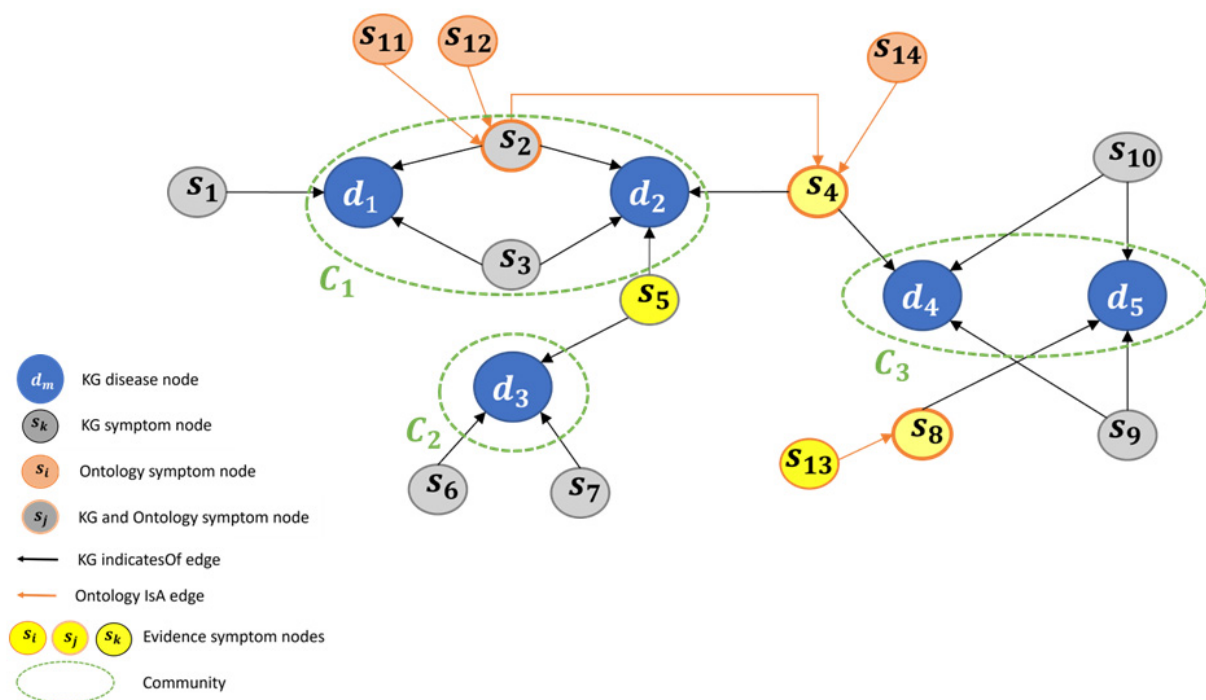 s11
s12
s14
s2
s10
s1
d1
d2
s4
s3
C1
s5
d4
d5
C3
d3
C2
s8
s9
s13
s6
s7
dm KG disease node
sk KG symptom node
si Ontology symptom node
sj KG and Ontology symptom node
KG indicatesOf edge
Ontology IsA edge
si sj sk Evidence symptom nodes
Community